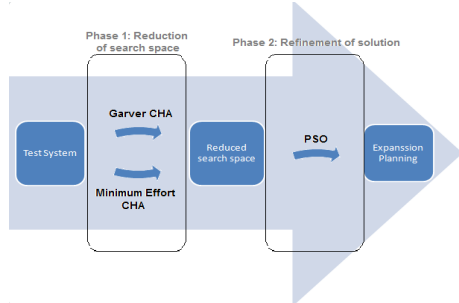 Phase 1: Reduction
of search space
Phase 2: Refinement of solution
Garver CHA
Test System
Minimum Effort
CHA
Reduced
search space
PSO
Expanssion
Planning